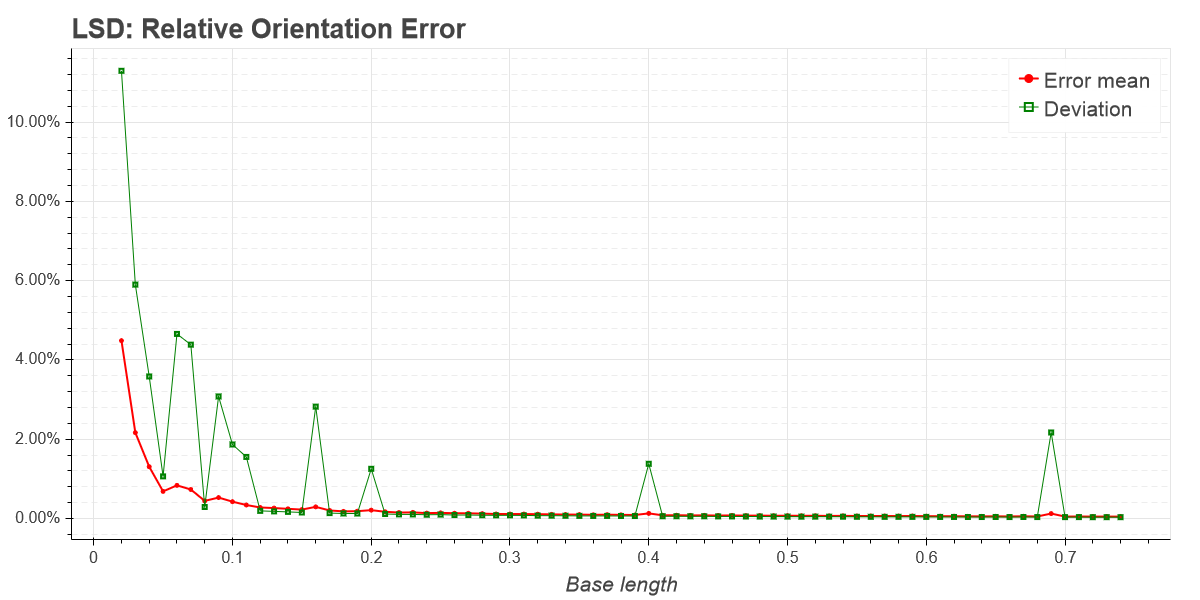 LSD: Relative Orientation Error
Error mean
Deviation
10.00%
8.00%
6.00%
4.00%
2.00%
0.00%
0 0.1 0.2 0.3 0.4 0.5 0.6 0.7
Base length